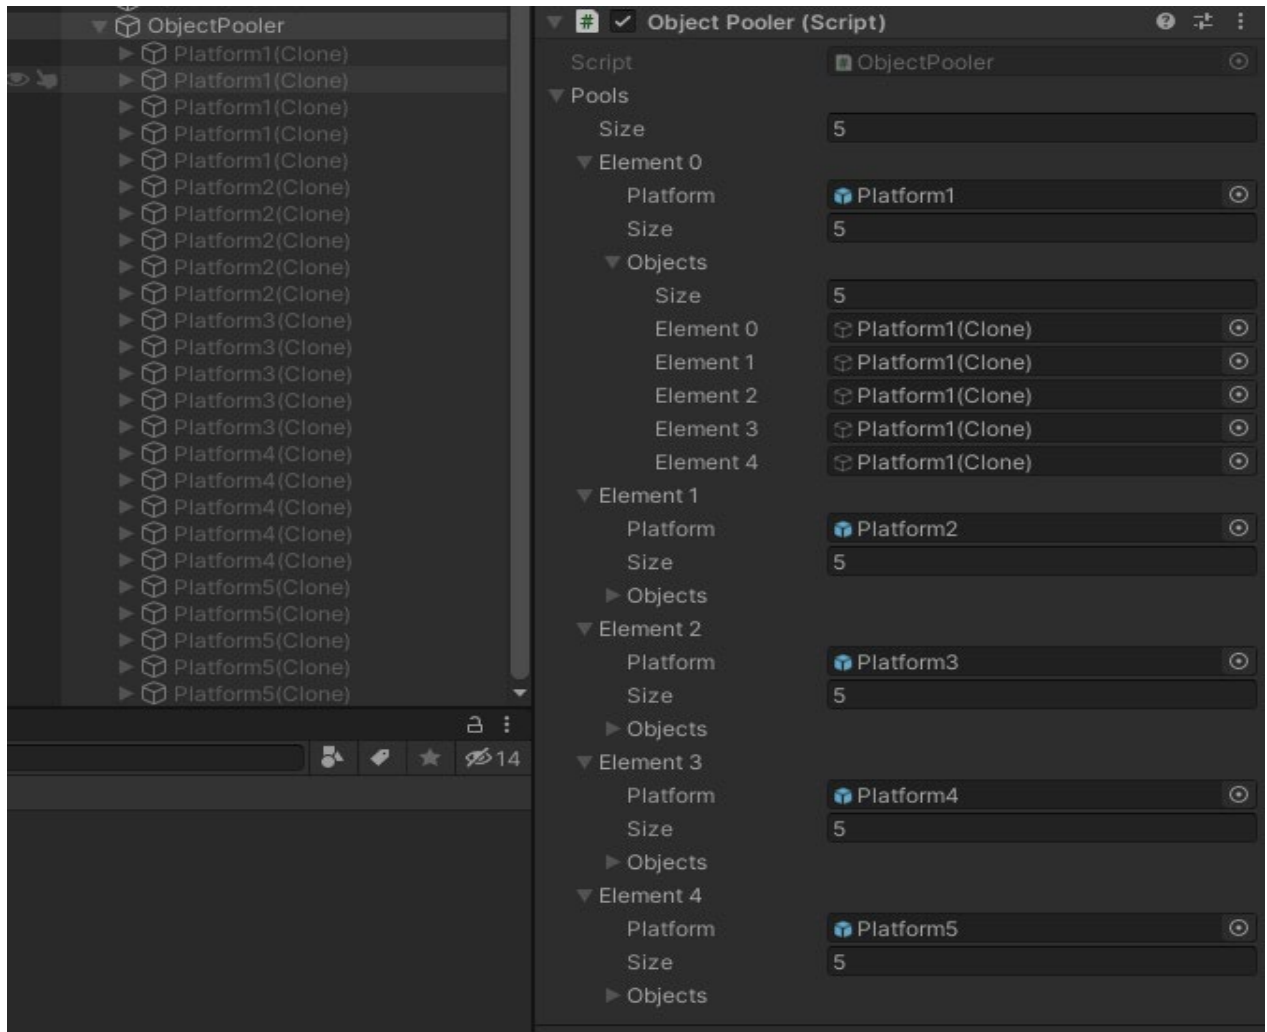 ObjectPooler
Platform1(Clone)
Platform1(Clone)
Platform1(Clone)
Platform1(Clone)
Platform1(Clone)
Platform2(Clone)
Platform2(Clone)
Platform2(Clone)
Platform2(Clone)
Platform2(Clone)
Platform3(Clone)
Platform3(Clone)
Platform3(Clone)
Platform3(Clone)
Platform3(Clone)
Platform4(Clone)
Platform4(Clone)
Platform4(Clone)
Platform4(Clone)
Platform4(Clone)
Platform5(Clone)
Platform5(Clone)
Platform5(Clone)
Platform5(Clone)
Platform5(Clone)
14
# Object Pooler (Script)
Script ObjectPooler
Pools
Size 5
Element 0
Platform Platform1
Size 5
Objects
Size 5
Element 0 Platform1(Clone)
Element 1 Platform1(Clone)
Element 2 Platform1(Clone)
Element 3 Platform1(Clone)
Element 4 Platform1(Clone)
Element 1
Platform Platform2
Size 5
Objects
Element 2
Platform Platform3
Size 5
Objects
Element 3
Platform Platform4
Size 5
Objects
Element 4
Platform Platform5
Size 5
Objects